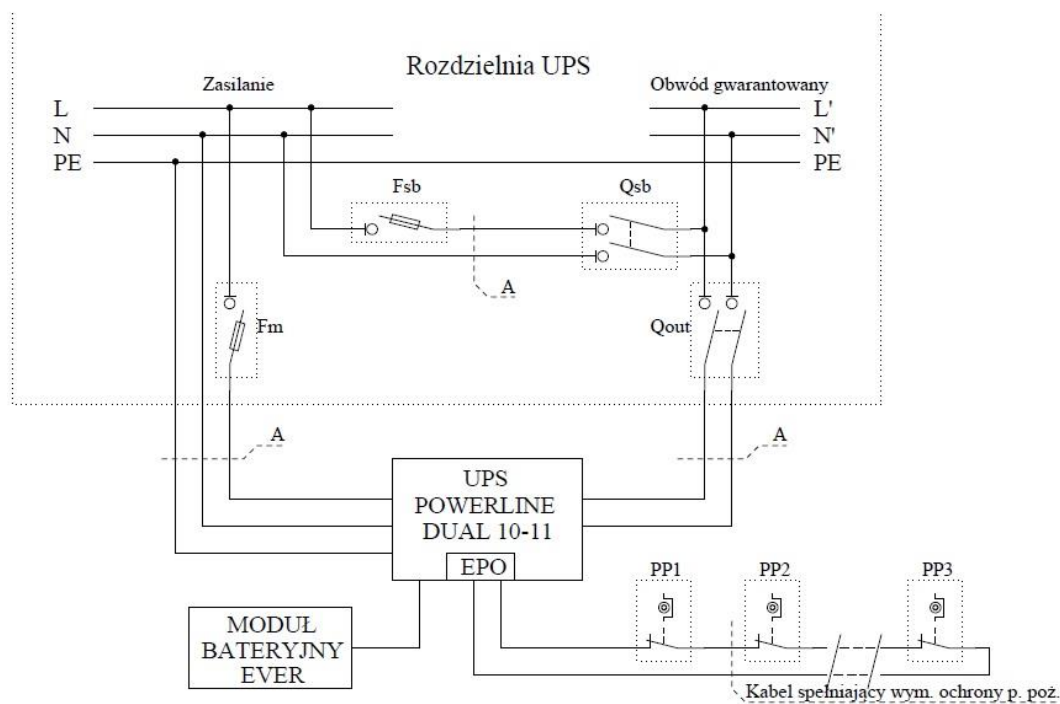 Rozdzielnia UPS
Zasilanie
Obwód gwarantowany
L
L'
N
N'
PE
PE
Fsb
Qsb
A
Fm
Qout
A
A
UPS
POWERLINE
DUAL 10-11
EPO
PP1
PP2
PP3
MODUŁ
BATERYJNY
EVER
Kabel spełniający wym. ochrony p. poż.